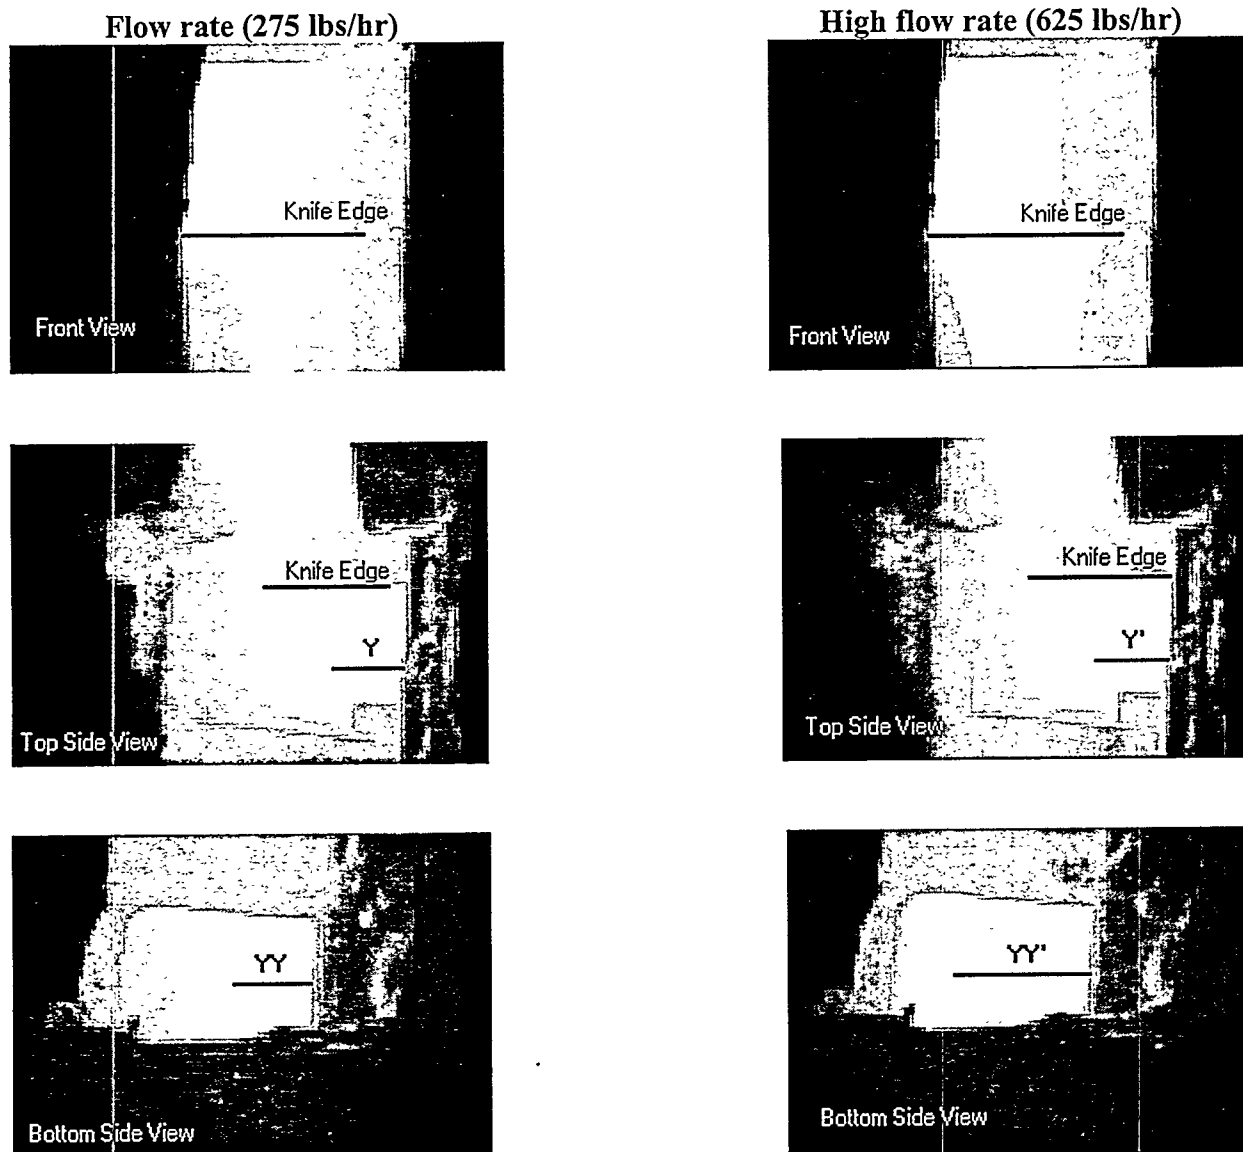 Flow rate (275 lbs/hr)
High flow rate (625 lbs/hr)
Knife Edge
Front View
Knife Edge
Front View
Knife Edge
Y
Top Side View
Knife Edge
Y'
Top Side View
YY
Bottom Side View
YY'
Bottom Side View